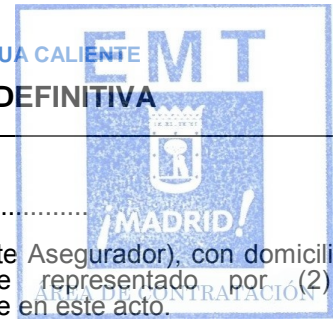 UA CALIENTE
EMT
DEFINITIVA
¡MADRID!
te Asegurador), con domicili
e representado por (2)
ÁREA DE CONTRATACIÓN
e en este acto.